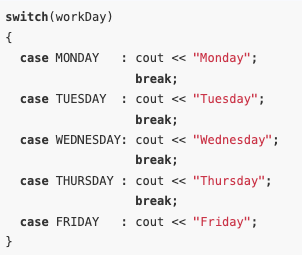 switch(workDay)
{
  case MONDAY   : cout << "Monday";
                  break;
  case TUESDAY  : cout << "Tuesday";
                  break;
  case WEDNESDAY: cout << "Wednesday";
                  break;
  case THURSDAY : cout << "Thursday";
                  break;
  case FRIDAY   : cout << "Friday";
}